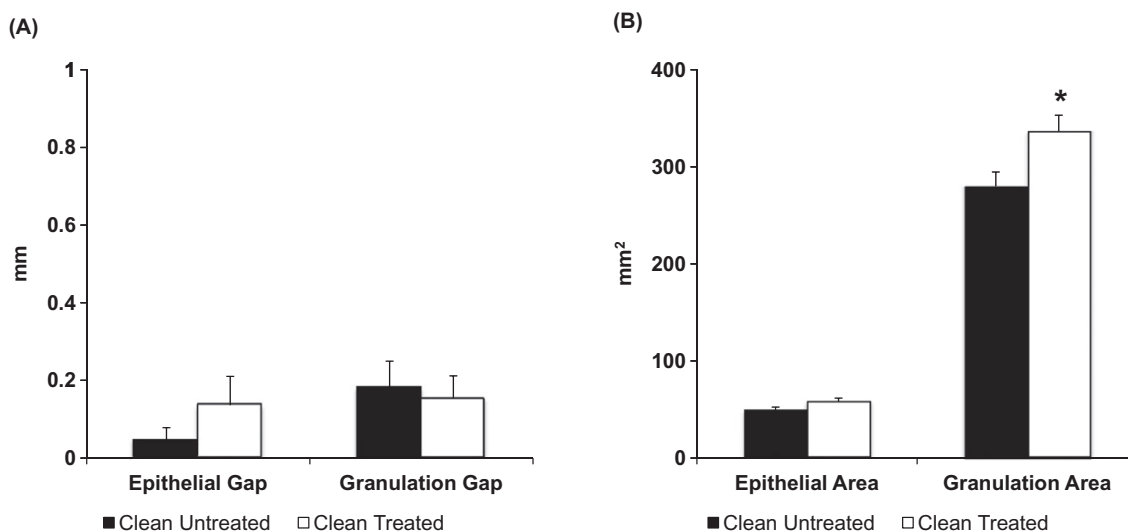 (A)
1
0.8
0.6
0.4
0.2
0
mm
Epithelial Gap Granulation Gap
■ Clean Untreated □ Clean Treated
(B)
400
300
200
100
0
mm²
*
Epithelial Area Granulation Area
■ Clean Untreated □ Clean Treated